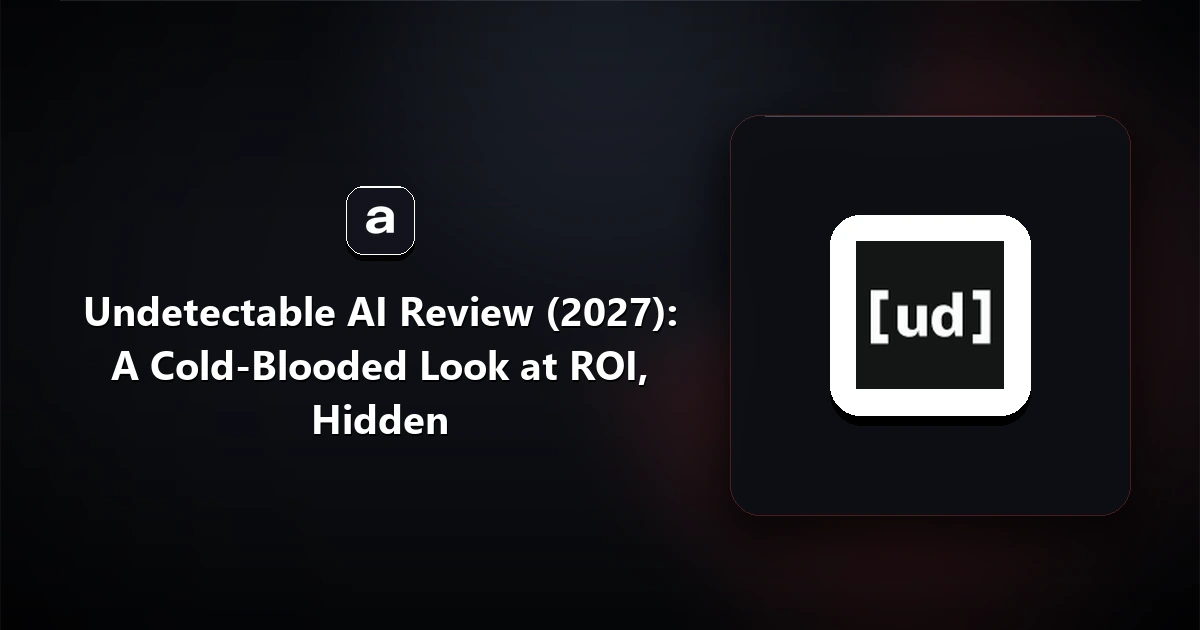 a
Undetectable AI Review (2027):
A Cold-Blooded Look at ROI,
Hidden
[ud]